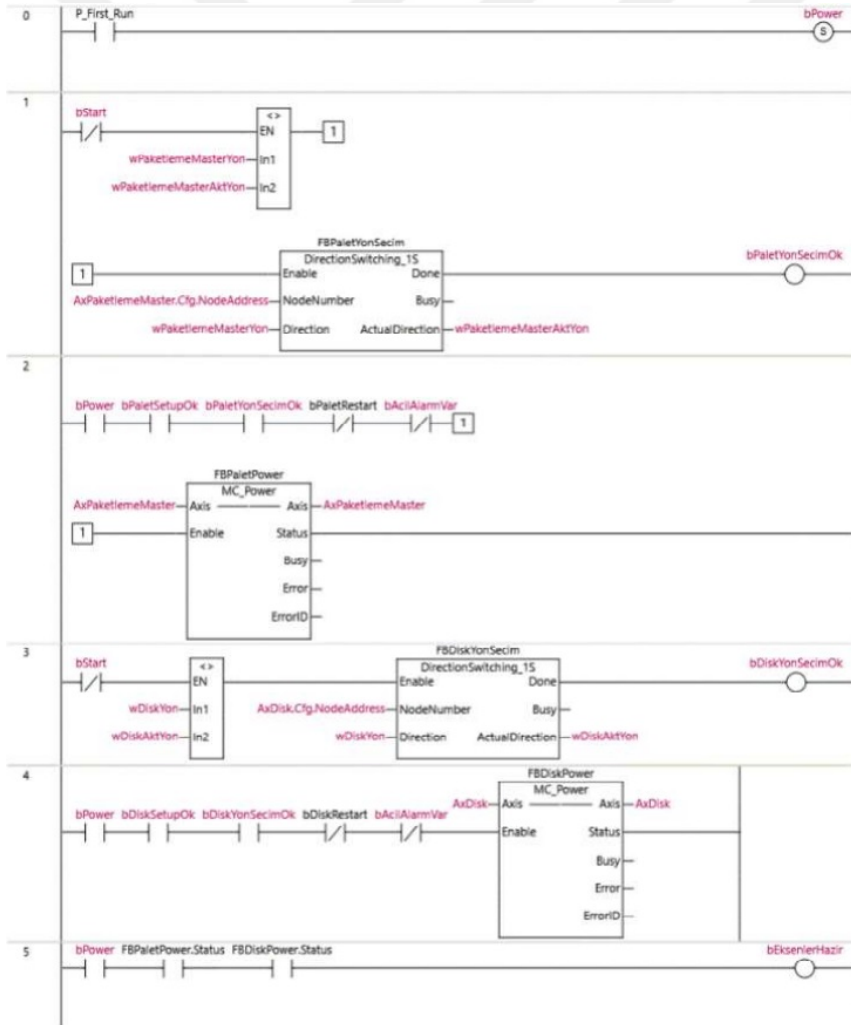 0
P_First_Run
bPower
S
1
bStart
<>
EN
1
wPaketlemeMasterYon
In1
wPaketlemeMasterAktYon
In2
FBPaletYonSecim
DirectionSwitching_1S
bPaletYonSecimOk
1
Enable
Done
AxPaketlemeMaster.Cfg.NodeAddress
NodeNumber
Busy
wPaketlemeMasterYon
Direction
ActualDirection
wPaketlemeMasterAktYon
2
bPower bPaletSetupOk bPaletYonSecimOk bPaletRestart bAcilAlarmVar
1
FBPaletPower
MC_Power
AxPaketlemeMaster
Axis
Axis
AxPaketlemeMaster
1
Enable
Status
Busy
Error
ErrorID
3
bStart
<>
EN
FBDiskYonSecim
DirectionSwitching_1S
Enable
Done
bDiskYonSecimOk
wDiskYon
In1
AxDisk.Cfg.NodeAddress
NodeNumber
Busy
wDiskAktYon
In2
wDiskYon
Direction
ActualDirection
wDiskAktYon
4
FBDiskPower
MC_Power
AxDisk
Axis
Axis
AxDisk
bPower bDiskSetupOk bDiskYonSecimOk bDiskRestart bAcilAlarmVar
Enable
Status
Busy
Error
ErrorID
5
bPower FBPaletPower.Status FBDiskPower.Status
bEksenlerHazir